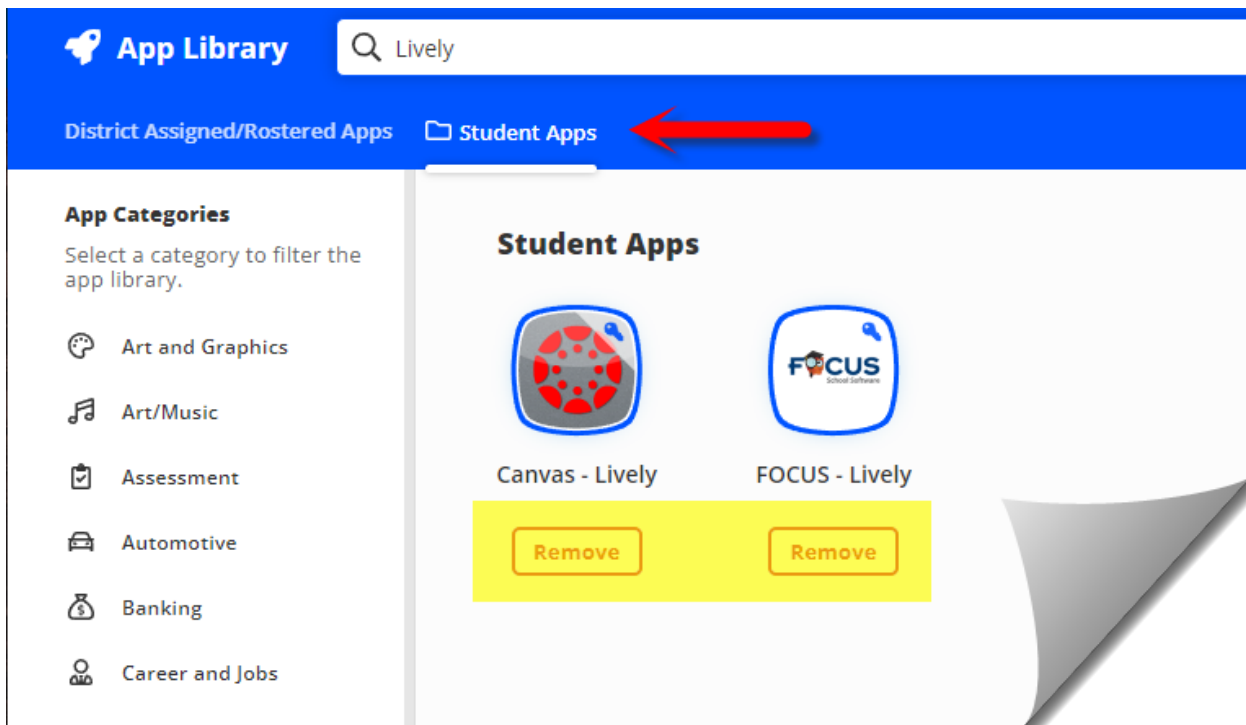 App Library
Lively
District Assigned/Rostered Apps
Student Apps
App Categories
Select a category to filter the
app library.
Art and Graphics
Art/Music
Assessment
Automotive
Banking
Career and Jobs
Student Apps
FOCUS
School Software
Canvas - Lively
FOCUS - Lively
Remove
Remove